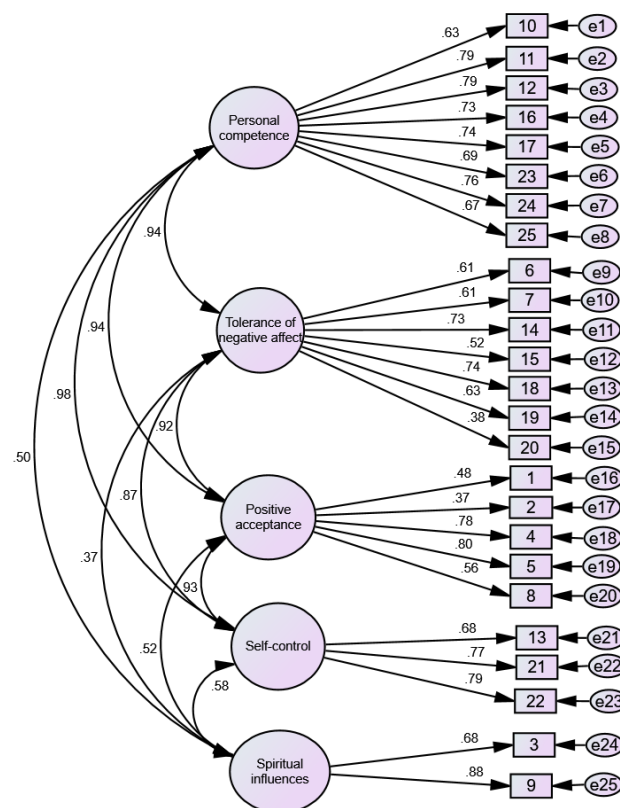 .63 10 e1
.79 11 e2
.79 12 e3
Personal
competence
.73 16 e4
.74 17 e5
.69 23 e6
.76 24 e7
.67 25 e8
.94
.61 6 e9
.61 7 e10
Tolerance of
negative affect
.73 14 e11
.52 15 e12
.74 18 e13
.63 19 e14
.38 20 e15
.94
.98
.92
.50
.87
.48 1 e16
Positive
acceptance
.37 2 e17
.78 4 e18
.80 5 e19
.56 8 e20
.37
.93
.52
.58
Self-control
.68 13 e21
.77 21 e22
.79 22 e23
Spiritual
influences
.68 3 e24
.88 9 e25